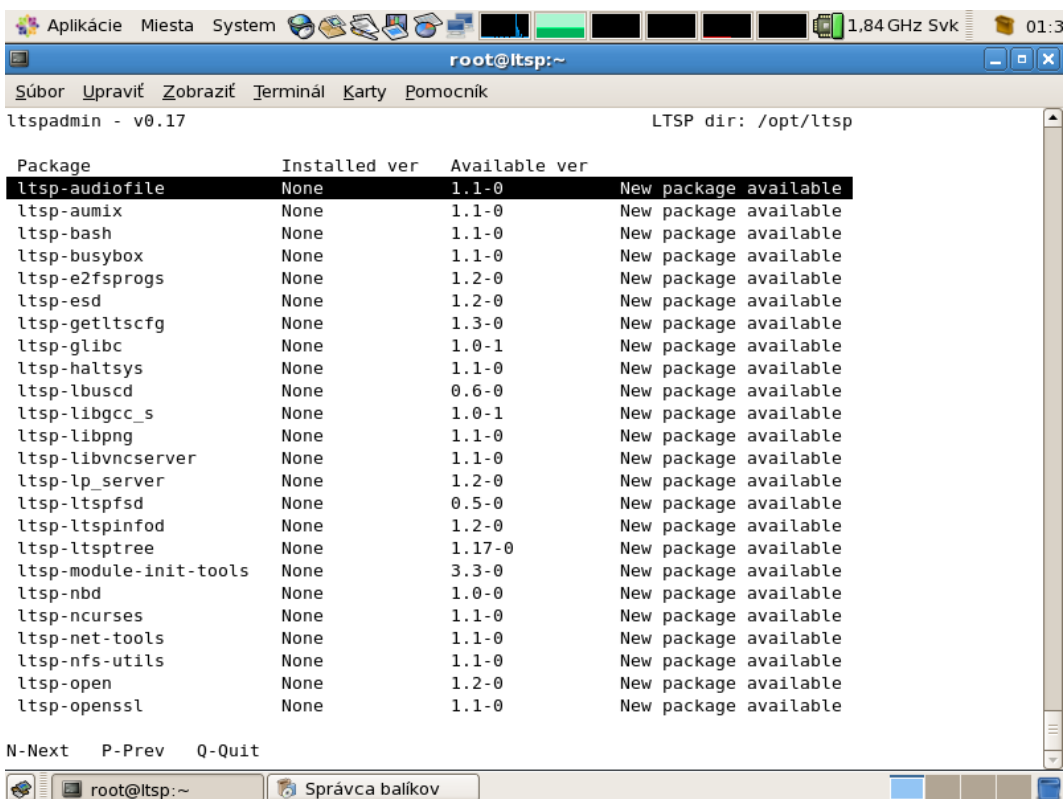 Aplikácie Miesta System 1,84 GHz Svk 01:3
root@ltsp:~
Súbor Upraviť Zobraziť Terminál Karty Pomocník
ltspadmin - v0.17 LTSP dir: /opt/ltsp
Package Installed ver Available ver
ltsp-audiofile None 1.1-0 New package available
ltsp-aumix None 1.1-0 New package available
ltsp-bash None 1.1-0 New package available
ltsp-busybox None 1.1-0 New package available
ltsp-e2fsprogs None 1.2-0 New package available
ltsp-esd None 1.2-0 New package available
ltsp-getltscfg None 1.3-0 New package available
ltsp-glibc None 1.0-1 New package available
ltsp-haltsys None 1.1-0 New package available
ltsp-lbuscd None 0.6-0 New package available
ltsp-libgcc_s None 1.0-1 New package available
ltsp-libpng None 1.1-0 New package available
ltsp-libvncserver None 1.1-0 New package available
ltsp-lp_server None 1.2-0 New package available
ltsp-ltspfsd None 0.5-0 New package available
ltsp-ltspinfod None 1.2-0 New package available
ltsp-ltsptree None 1.17-0 New package available
ltsp-module-init-tools None 3.3-0 New package available
ltsp-nbd None 1.0-0 New package available
ltsp-ncurses None 1.1-0 New package available
ltsp-net-tools None 1.1-0 New package available
ltsp-nfs-utils None 1.1-0 New package available
ltsp-open None 1.2-0 New package available
ltsp-openssl None 1.1-0 New package available
N-Next P-Prev Q-Quit
root@ltsp:~ Správca balíkov